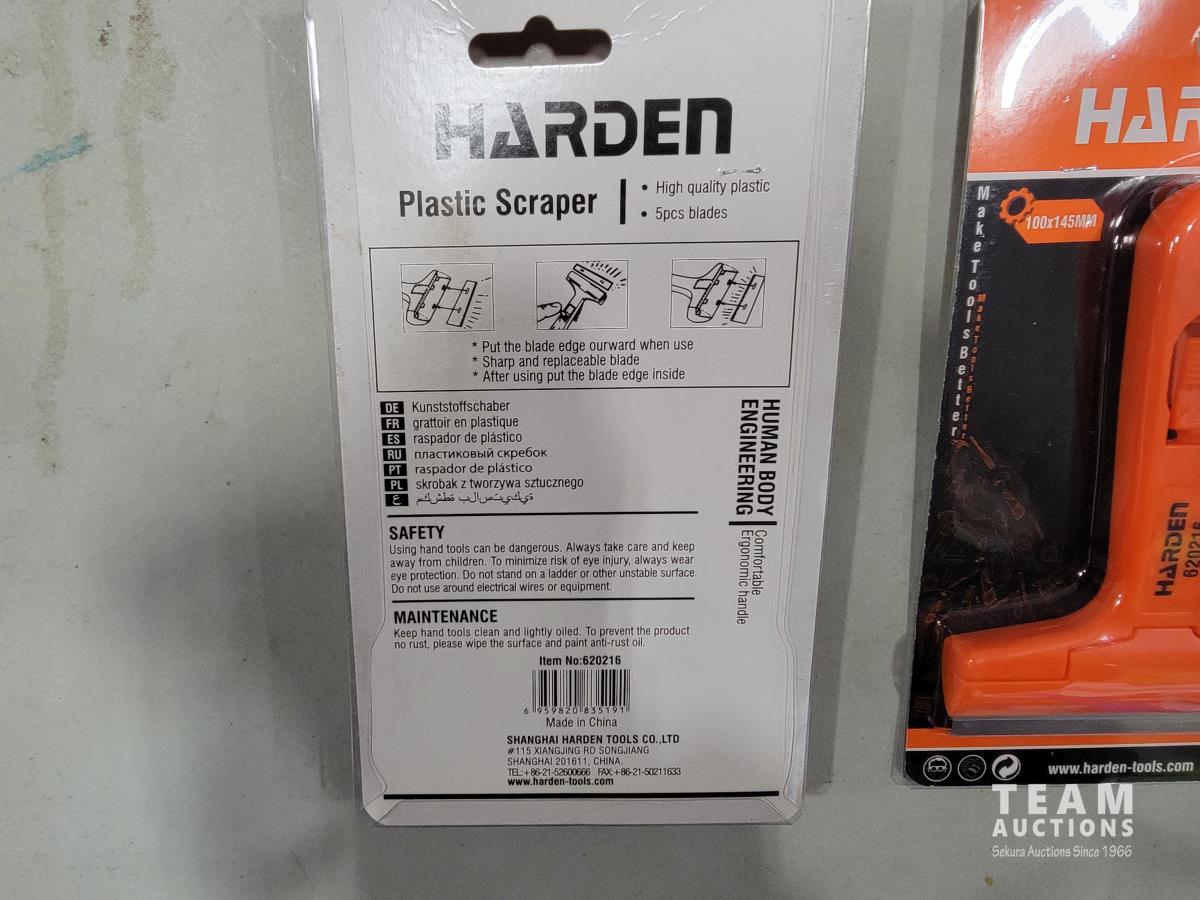 HARDEN
Plastic Scraper
• High quality plastic
• 5pcs blades
* Put the blade edge ourward when use
* Sharp and replaceable blade
* After using put the blade edge inside
DE Kunststoffschaber
FR grattoir en plastique
ES raspador de plástico
RU пластиковый скребок
PT raspador de plástico
PL skrobak z tworzywa sztucznego
HUMAN BODY
ENGINEERING
Comfortable
Ergonomic handle
SAFETY
Using hand tools can be dangerous. Always take care and keep
away from children. To minimize risk of eye injury, always wear
eye protection. Do not stand on a ladder or other unstable surface.
Do not use around electrical wires or equipment.
MAINTENANCE
Keep hand tools clean and lightly oiled. To prevent the product
no rust, please wipe the surface and paint anti-rust oil.
Item No:620216
6 959820 835191
Made in China
SHANGHAI HARDEN TOOLS CO.,LTD
#115 XIANGJING RD SONGJIANG
SHANGHAI 201611, CHINA.
TEL:+86-21-52600666 FAX:+86-21-50211633
www.harden-tools.com
HAR
100x145MM
Make Tools Better
Make Tools Better
HARDEN
620216
www.harden-tools.com
TEAM
AUCTIONS
Sekura Auctions Since 1966